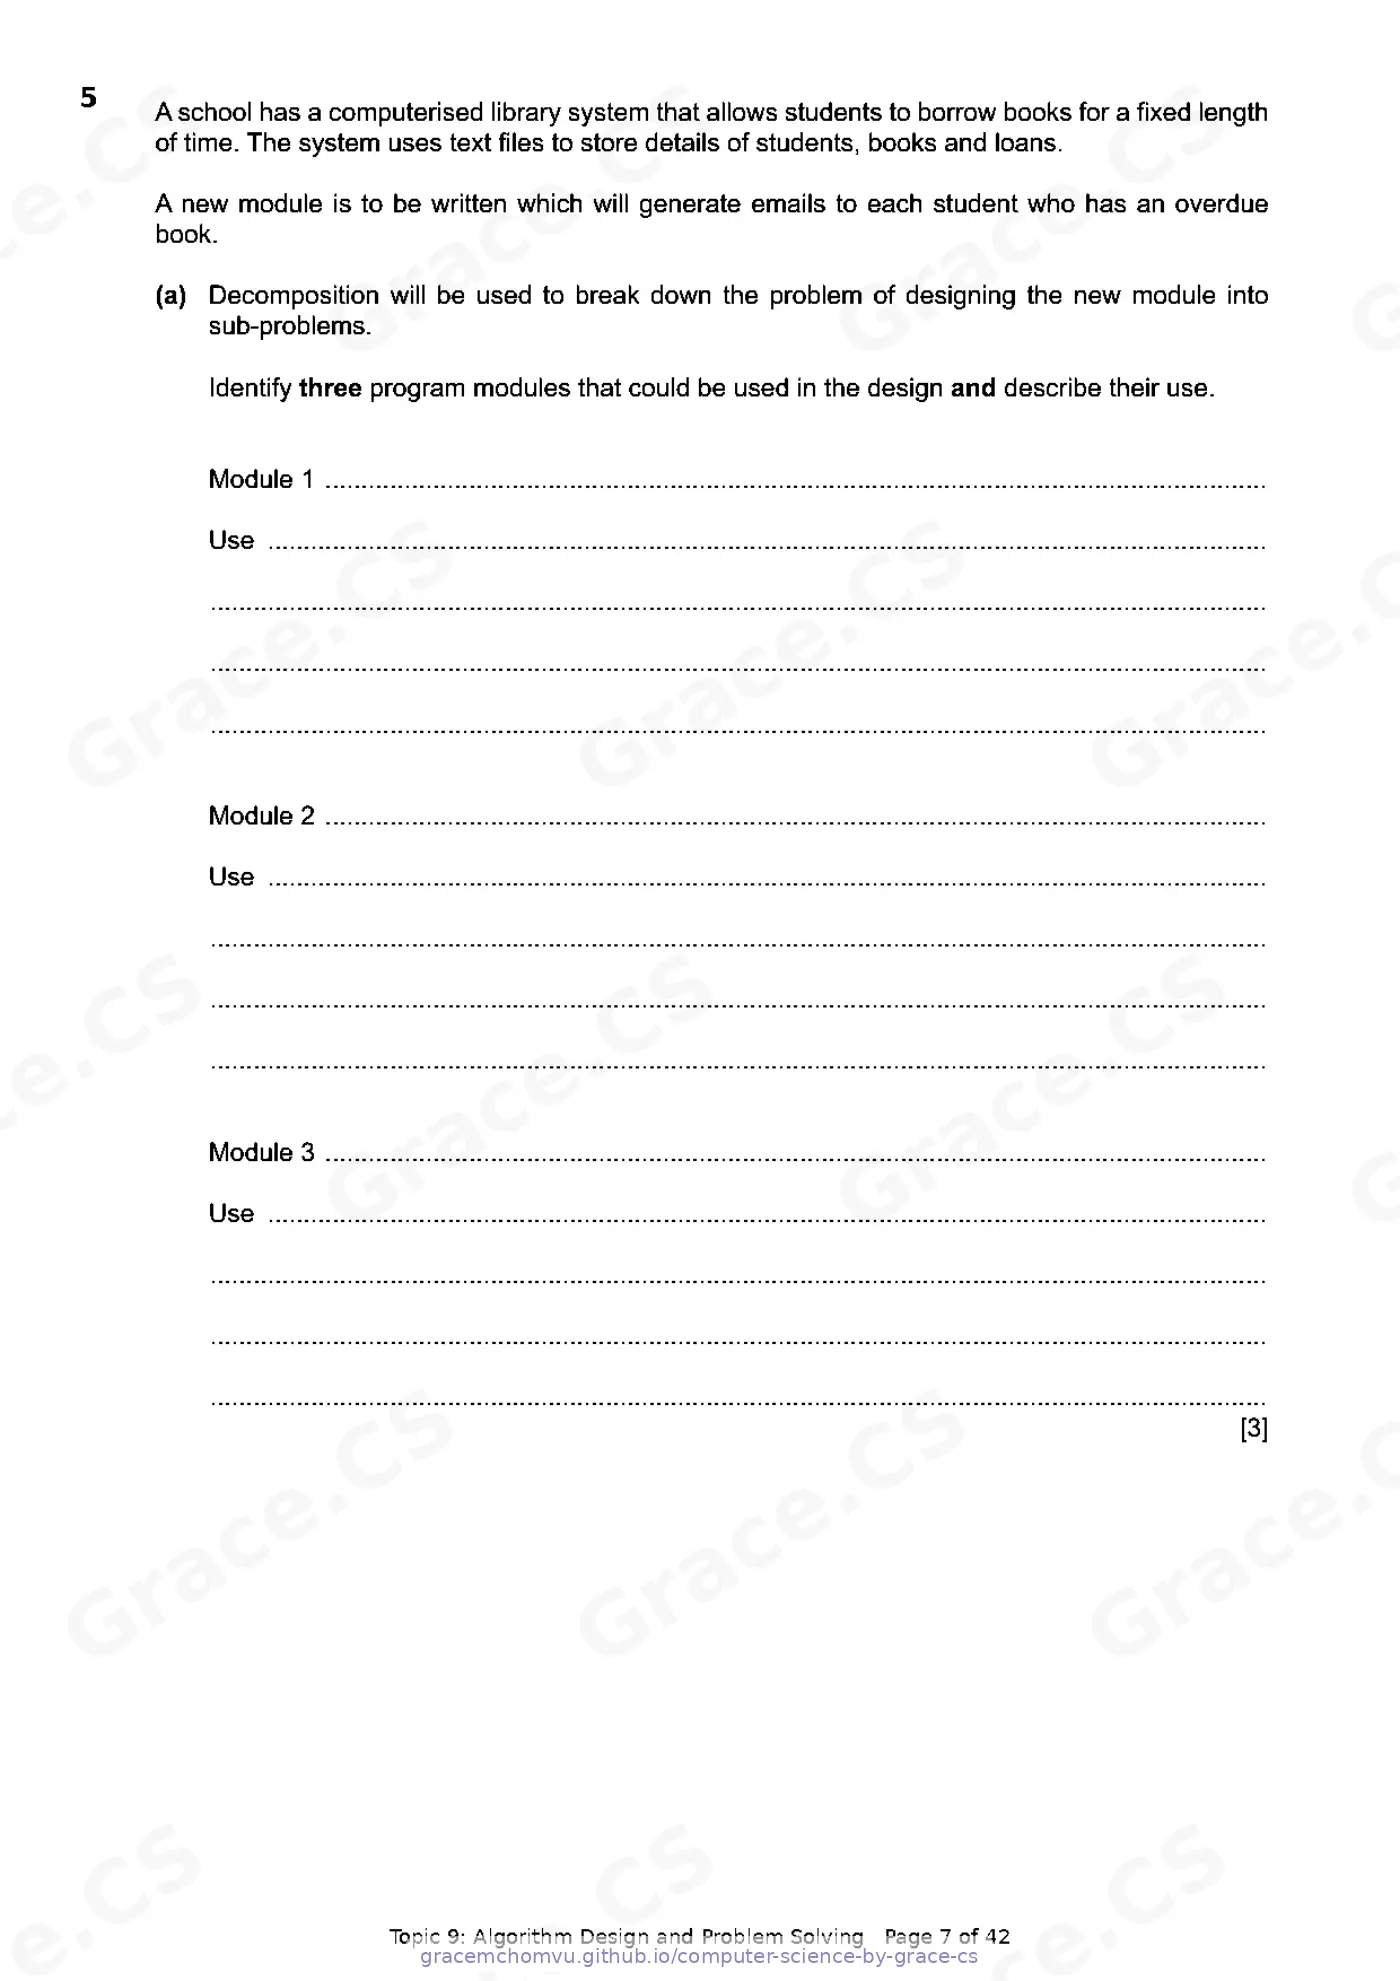 5
A school has a computerised library system that allows students to borrow books for a fixed length
of time. The system uses text files to store details of students, books and loans.
A new module is to be written which will generate emails to each student who has an overdue
book.
(a) Decomposition will be used to break down the problem of designing the new module into
sub-problems.
Identify three program modules that could be used in the design and describe their use.
Module 1
Use
Module 2
Use
Module 3
Use
[3]
Topic 9: Algorithm Design and Problem Solving Page 7 of 42
gracemchomvu.github.io/computer-science-by-grace-cs
Grace.CS